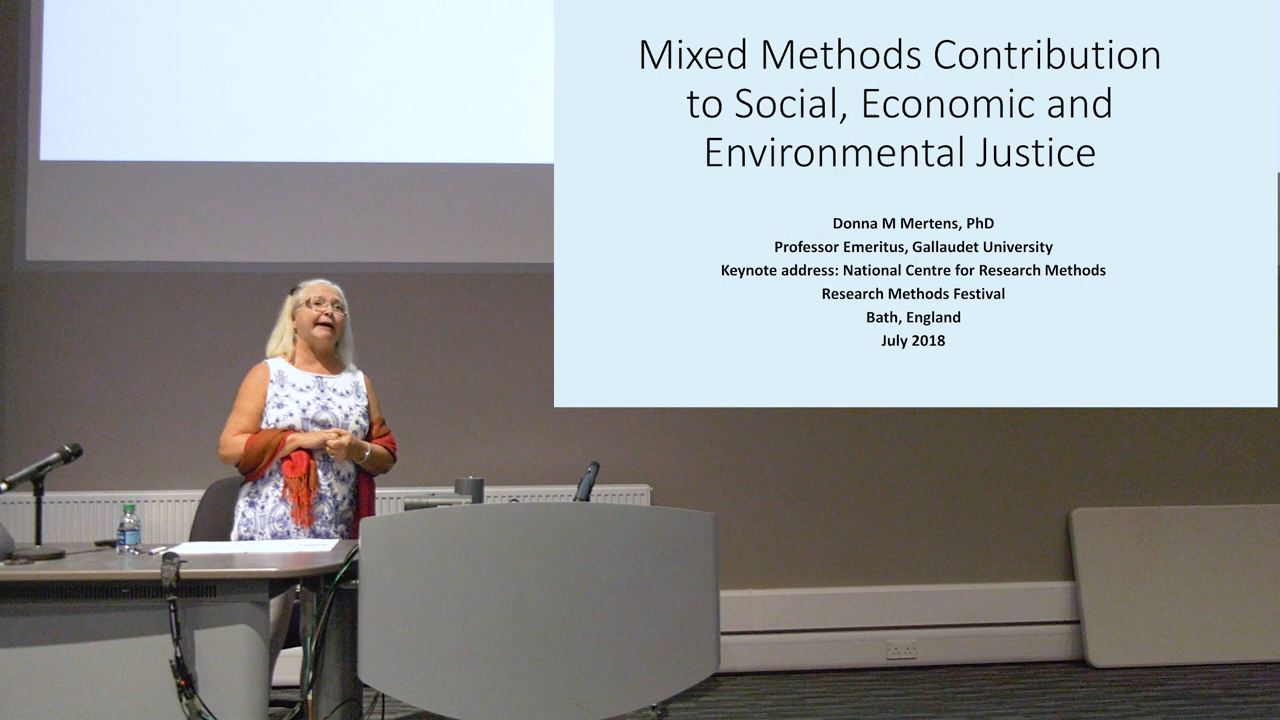 Mixed Methods Contribution
to Social, Economic and
Environmental Justice
Donna M Mertens, PhD
Professor Emeritus, Gallaudet University
Keynote address: National Centre for Research Methods
Research Methods Festival
Bath, England
July 2018